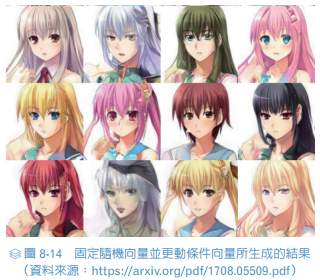 圖 8-14 固定隨機向量並更動條件向量所生成的結果
（資料來源：https://arxiv.org/pdf/1708.05509.pdf）